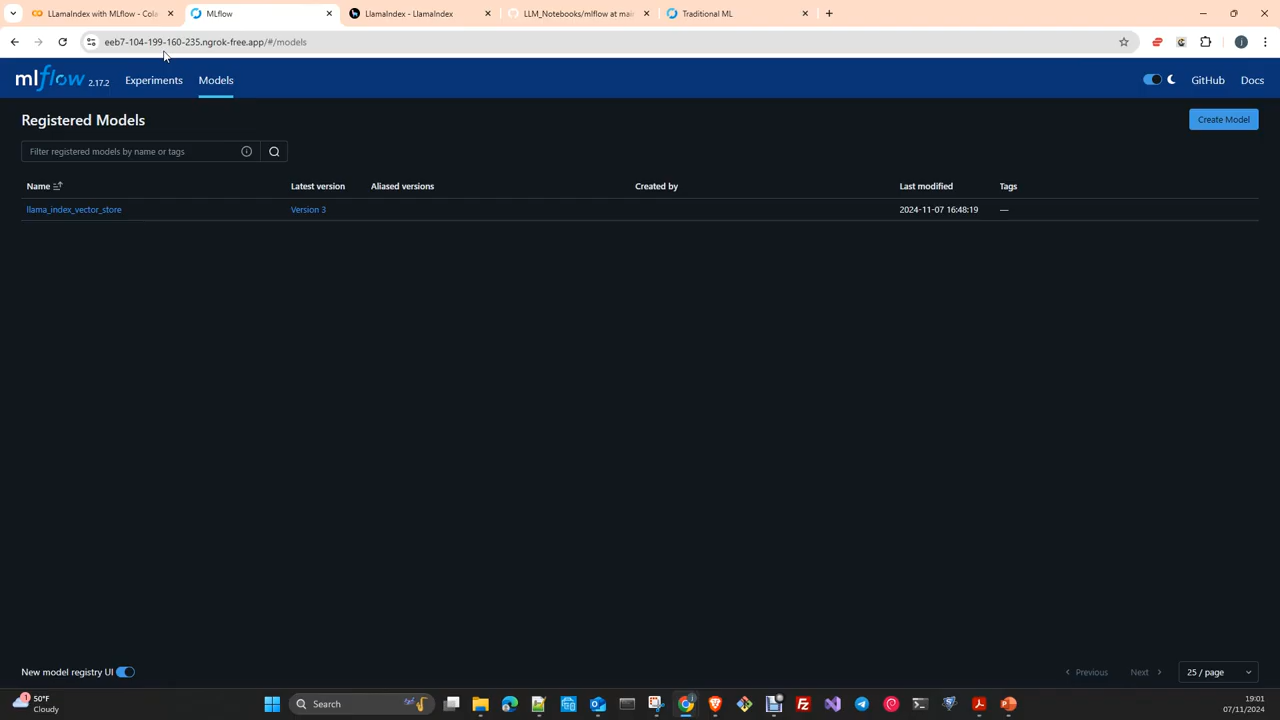 LLamaIndex with MLflow - Cola
MLflow
LlamaIndex - LlamaIndex
LLM_Notebooks/mlflow at mai
Traditional ML
eeb7-104-199-160-235.ngrok-free.app/#/models
mlflow 2.17.2
Experiments
Models
GitHub
Docs
Registered Models
Create Model
Filter registered models by name or tags
Name
Latest version
Aliased versions
Created by
Last modified
Tags
llama_index_vector_store
Version 3
2024-11-07 16:48:19
—
New model registry UI
Previous
Next
25 / page
1
50°F
Cloudy
Search
19:01
07/11/2024